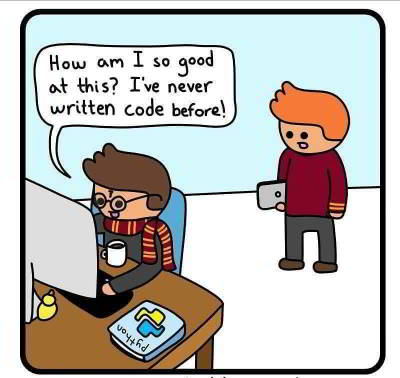 How am I so good
at this? I've never
written code before!
python